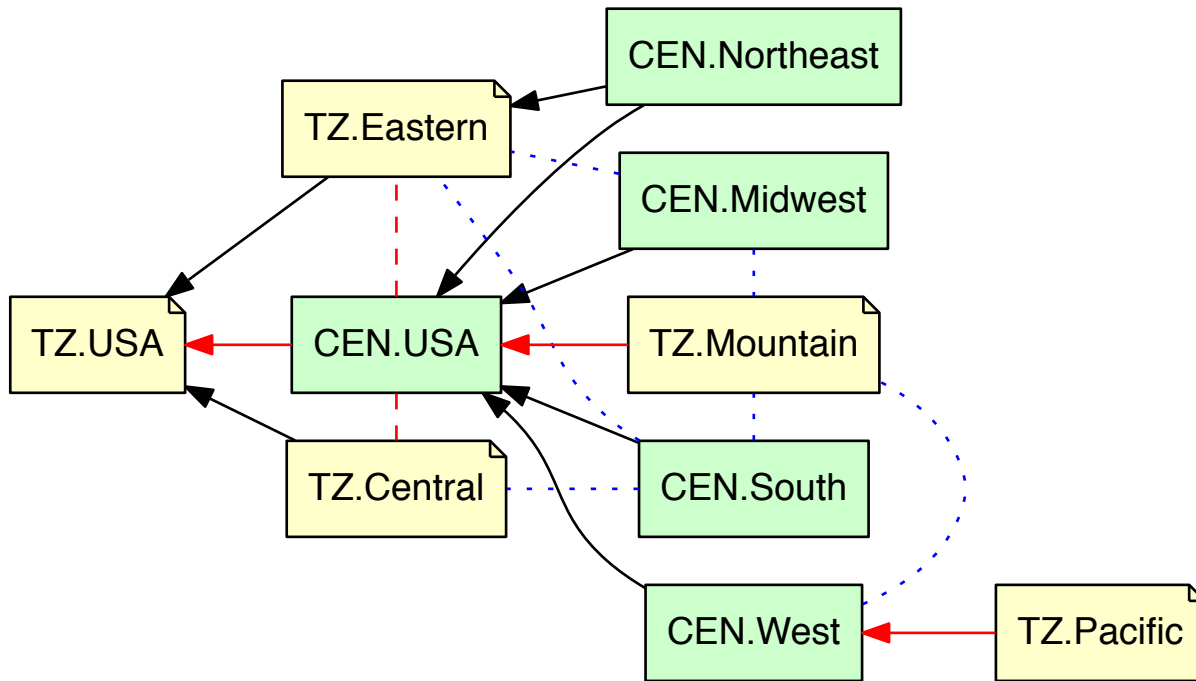 CEN.Northeast
TZ.Eastern
CEN.Midwest
TZ.USA
CEN.USA
TZ.Mountain
TZ.Central
CEN.South
CEN.West
TZ.Pacific